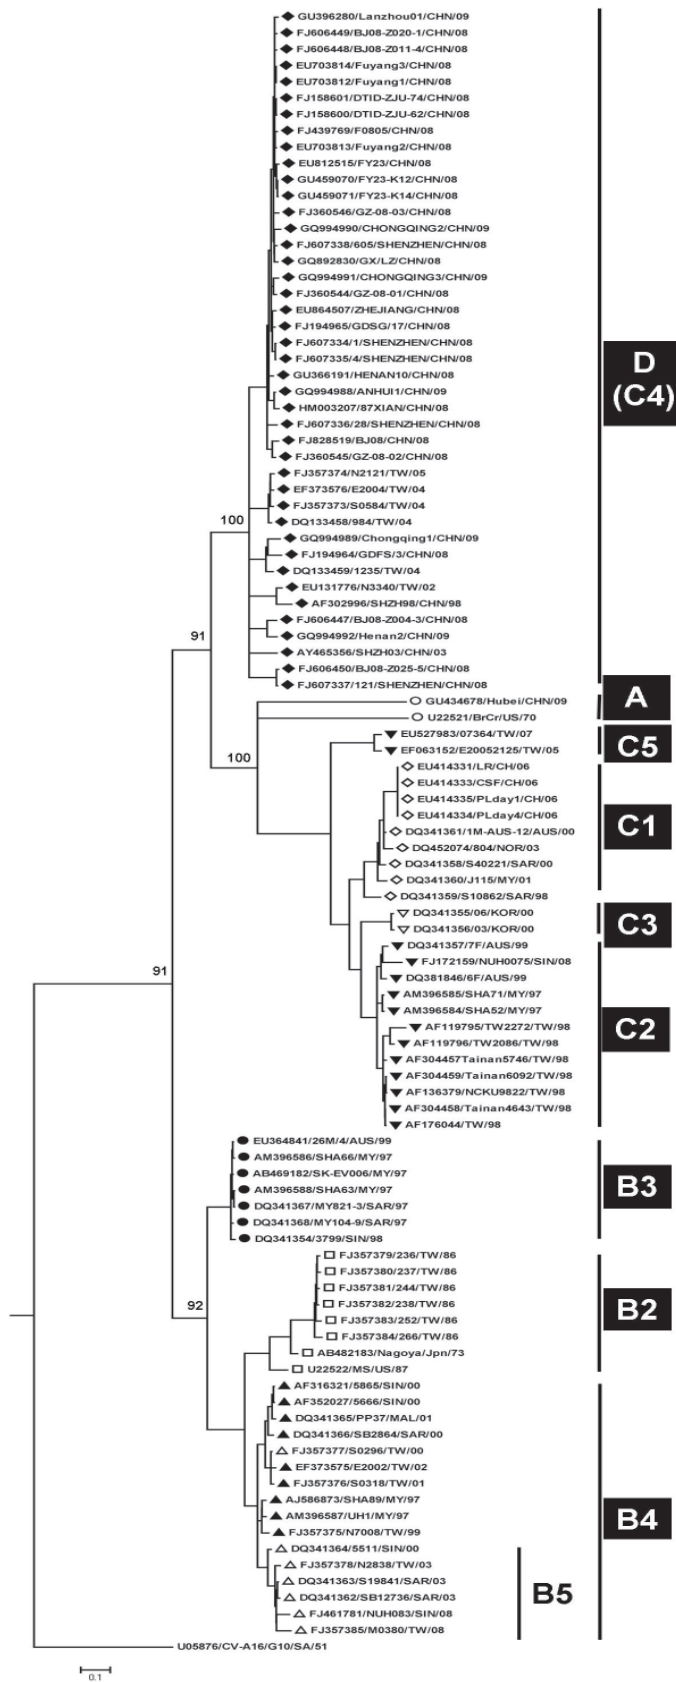 GU396280/Lanzhou01/CHN/09
FJ606449/BJ08-Z020-1/CHN/08
FJ606448/BJ08-Z011-4/CHN/08
EU703814/Fuyang3/CHN/08
EU703812/Fuyang1/CHN/08
FJ158601/DTID-ZJU-74/CHN/08
FJ158600/DTID-ZJU-62/CHN/08
FJ439769/F0805/CHN/08
EU703813/Fuyang2/CHN/08
EU812515/FY23/CHN/08
GU459070/FY23-K12/CHN/08
GU459071/FY23-K14/CHN/08
FJ360546/GZ-08-03/CHN/08
GQ994990/CHONGQING2/CHN/09
FJ607338/605/SHENZHEN/CHN/08
GQ892830/GX/LZ/CHN/08
GQ994991/CHONGQING3/CHN/09
FJ360544/GZ-08-01/CHN/08
EU864507/ZHEJIANG/CHN/08
FJ194965/GDSG/17/CHN/08
FJ607334/1/SHENZHEN/CHN/08
FJ607335/4/SHENZHEN/CHN/08
D
(C4)
GU366191/HENAN10/CHN/08
GQ994988/ANHUI1/CHN/09
HM003207/87XIAN/CHN/08
FJ607336/28/SHENZHEN/CHN/08
FJ828519/BJ08/CHN/08
FJ360545/GZ-08-02/CHN/08
FJ357374/N2121/TW/05
EF373576/E2004/TW/04
FJ357373/S0584/TW/04
DQ133458/984/TW/04
100
GQ994989/Chongqing1/CHN/09
FJ194964/GDFS/3/CHN/08
DQ133459/1235/TW/04
EU131776/N3340/TW/02
AF302996/SHZH98/CHN/98
FJ606447/BJ08-Z004-3/CHN/08
GQ994992/Henan2/CHN/09
91
AY465356/SHZH03/CHN/03
FJ606450/BJ08-Z025-5/CHN/08
FJ607337/121/SHENZHEN/CHN/08
GU434678/Hubei/CHN/09
A
U22521/BrCr/US/70
EU527983/07364/TW/07
C5
EF063152/E20052125/TW/05
100
EU414331/LR/CH/06
EU414333/CSF/CH/06
EU414335/PLday1/CH/06
EU414334/PLday4/CH/06
C1
DQ341361/1M-AUS-12/AUS/00
DQ452074/804/NOR/03
DQ341358/S40221/SAR/00
DQ341360/J115/MY/01
DQ341359/S10862/SAR/98
DQ341355/06/KOR/00
C3
DQ341356/03/KOR/00
DQ341357/7F/AUS/99
FJ172159/NUH0075/SIN/08
91
DQ381846/6F/AUS/99
AM396585/SHA71/MY/97
AM396584/SHA52/MY/97
AF119795/TW2272/TW/98
C2
AF119796/TW2086/TW/98
AF304457Tainan5746/TW/98
AF304459/Tainan6092/TW/98
AF136379/NCKU9822/TW/98
AF304458/Tainan4643/TW/98
AF176044/TW/98
EU364841/26M/4/AUS/99
AM396586/SHA66/MY/97
AB469182/SK-EV006/MY/97
AM396588/SHA63/MY/97
B3
DQ341367/MY821-3/SAR/97
DQ341368/MY104-9/SAR/97
DQ341354/3799/SIN/98
FJ357379/236/TW/86
FJ357380/237/TW/86
FJ357381/244/TW/86
FJ357382/238/TW/86
92
B2
FJ357383/252/TW/86
FJ357384/266/TW/86
AB482183/Nagoya/Jpn/73
U22522/MS/US/87
AF316321/5865/SIN/00
AF352027/5666/SIN/00
DQ341365/PP37/MAL/01
DQ341366/SB2864/SAR/00
FJ357377/S0296/TW/00
EF373575/E2002/TW/02
FJ357376/S0318/TW/01
AJ586873/SHA89/MY/97
AM396587/UH1/MY/97
B4
FJ357375/N7008/TW/99
DQ341364/5511/SIN/00
FJ357378/N2838/TW/03
DQ341363/S19841/SAR/03
B5
DQ341362/SB12736/SAR/03
FJ461781/NUH083/SIN/08
FJ357385/M0380/TW/08
U05876/CV-A16/G10/SA/51
0.1